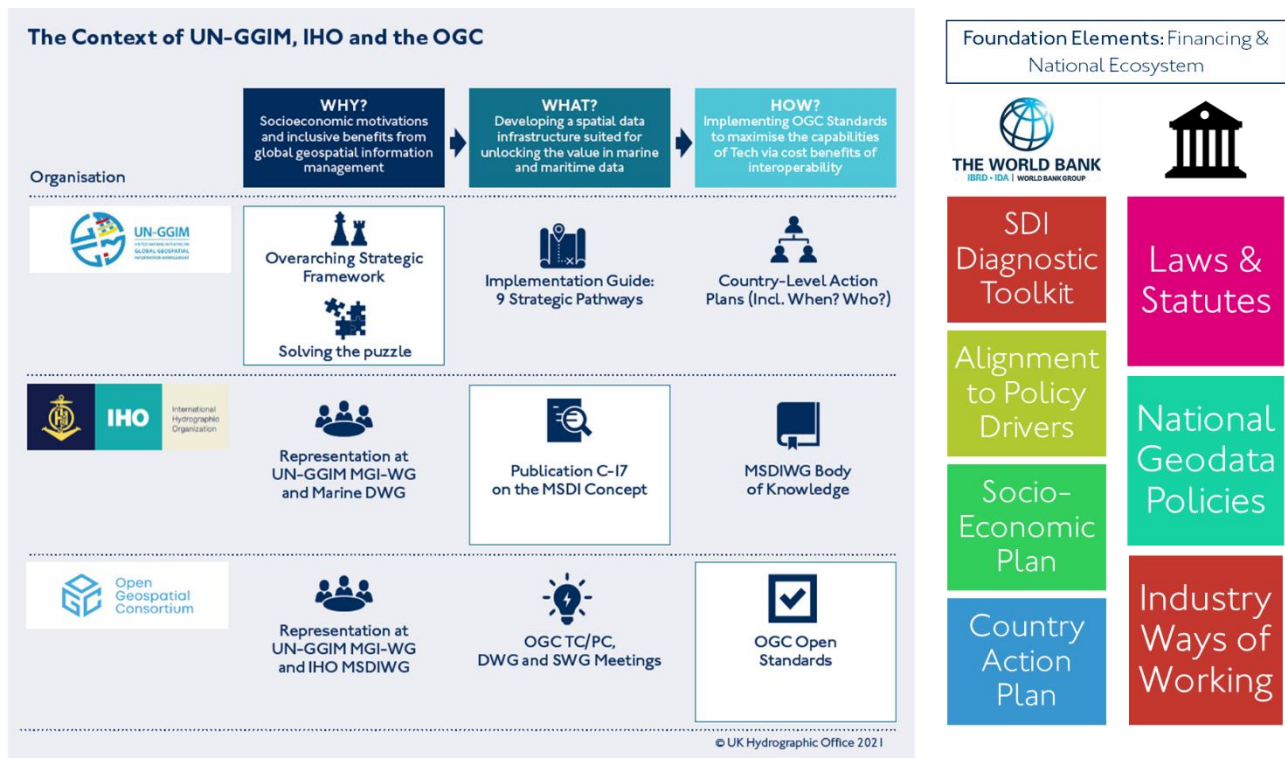 The Context of UN-GGIM, IHO and the OGC
Organisation
WHY?
Socioeconomic motivations
and inclusive benefits from
global geospatial information
management
WHAT?
Developing a spatial data
infrastructure suited for
unlocking the value in marine
and maritime data
HOW?
Implementing OGC Standards
to maximise the capabilities
of Tech via cost benefits of
interoperability
UN-GGIM
UNITED NATIONS INITIATIVE ON
GLOBAL GEOSPATIAL
INFORMATION MANAGEMENT
Overarching Strategic
Framework
Solving the puzzle
Implementation Guide:
9 Strategic Pathways
Country-Level Action
Plans (Incl. When? Who?)
IHO
International
Hydrographic
Organization
Representation at
UN-GGIM MGI-WG
and Marine DWG
Publication C-17
on the MSDI Concept
MSDIWG Body
of Knowledge
Open
Geospatial
Consortium
Representation at
UN-GGIM MGI-WG
and IHO MSDIWG
OGC TC/PC,
DWG and SWG Meetings
OGC Open
Standards
© UK Hydrographic Office 2021
Foundation Elements: Financing &
National Ecosystem
THE WORLD BANK
IBRD • IDA | WORLD BANK GROUP
SDI
Diagnostic
Toolkit
Alignment
to Policy
Drivers
Socio-
Economic
Plan
Country
Action
Plan
Laws &
Statutes
National
Geodata
Policies
Industry
Ways of
Working